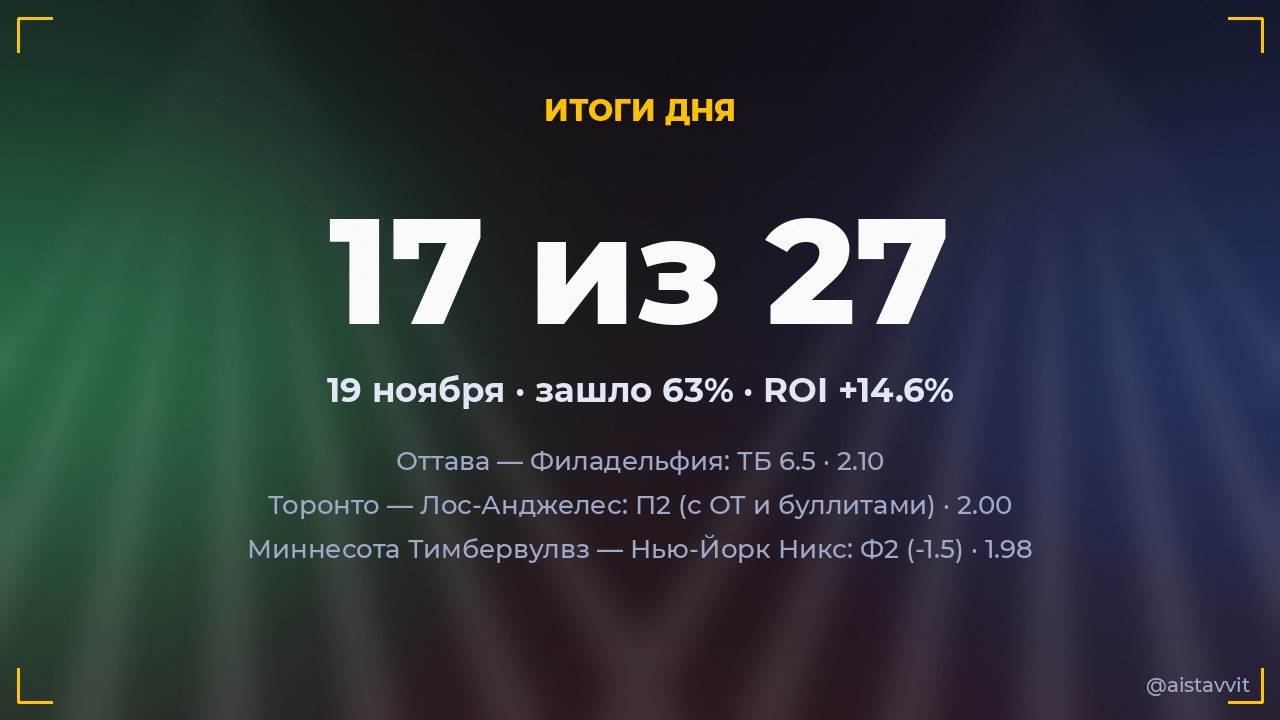 ИТОГИ ДНЯ
17 из 27
19 ноября · зашло 63% · ROI +14.6%
Оттава — Филадельфия: ТБ 6.5 · 2.10
Торонто — Лос-Анджелес: П2 (с ОТ и буллитами) · 2.00
Миннесота Тимбервулвз — Нью-Йорк Никс: Ф2 (-1.5) · 1.98
@aistavvit